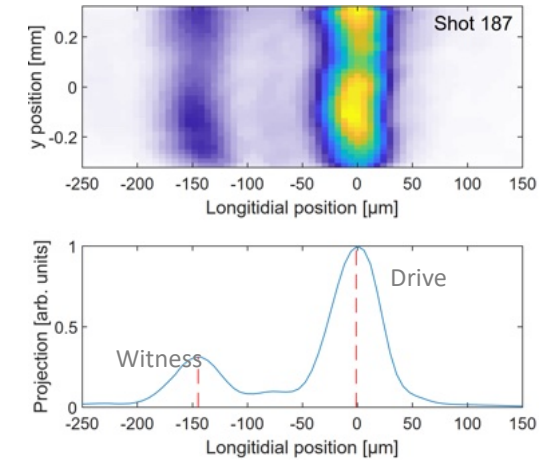 Shot 187
y position [mm]
0.2
0
-0.2
-250 -200 -150 -100 -50 0 50 100 150
Longitidial position [µm]
Projection [arb. units]
1
0.5
0
Drive
Witness
-250 -200 -150 -100 -50 0 50 100 150
Longitidial position [µm]